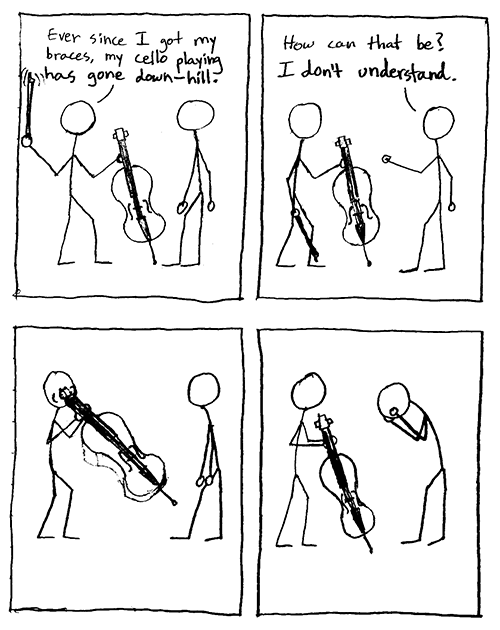 Ever since I got my
braces, my cello playing
has gone down-hill.
How can that be?
I don't understand.